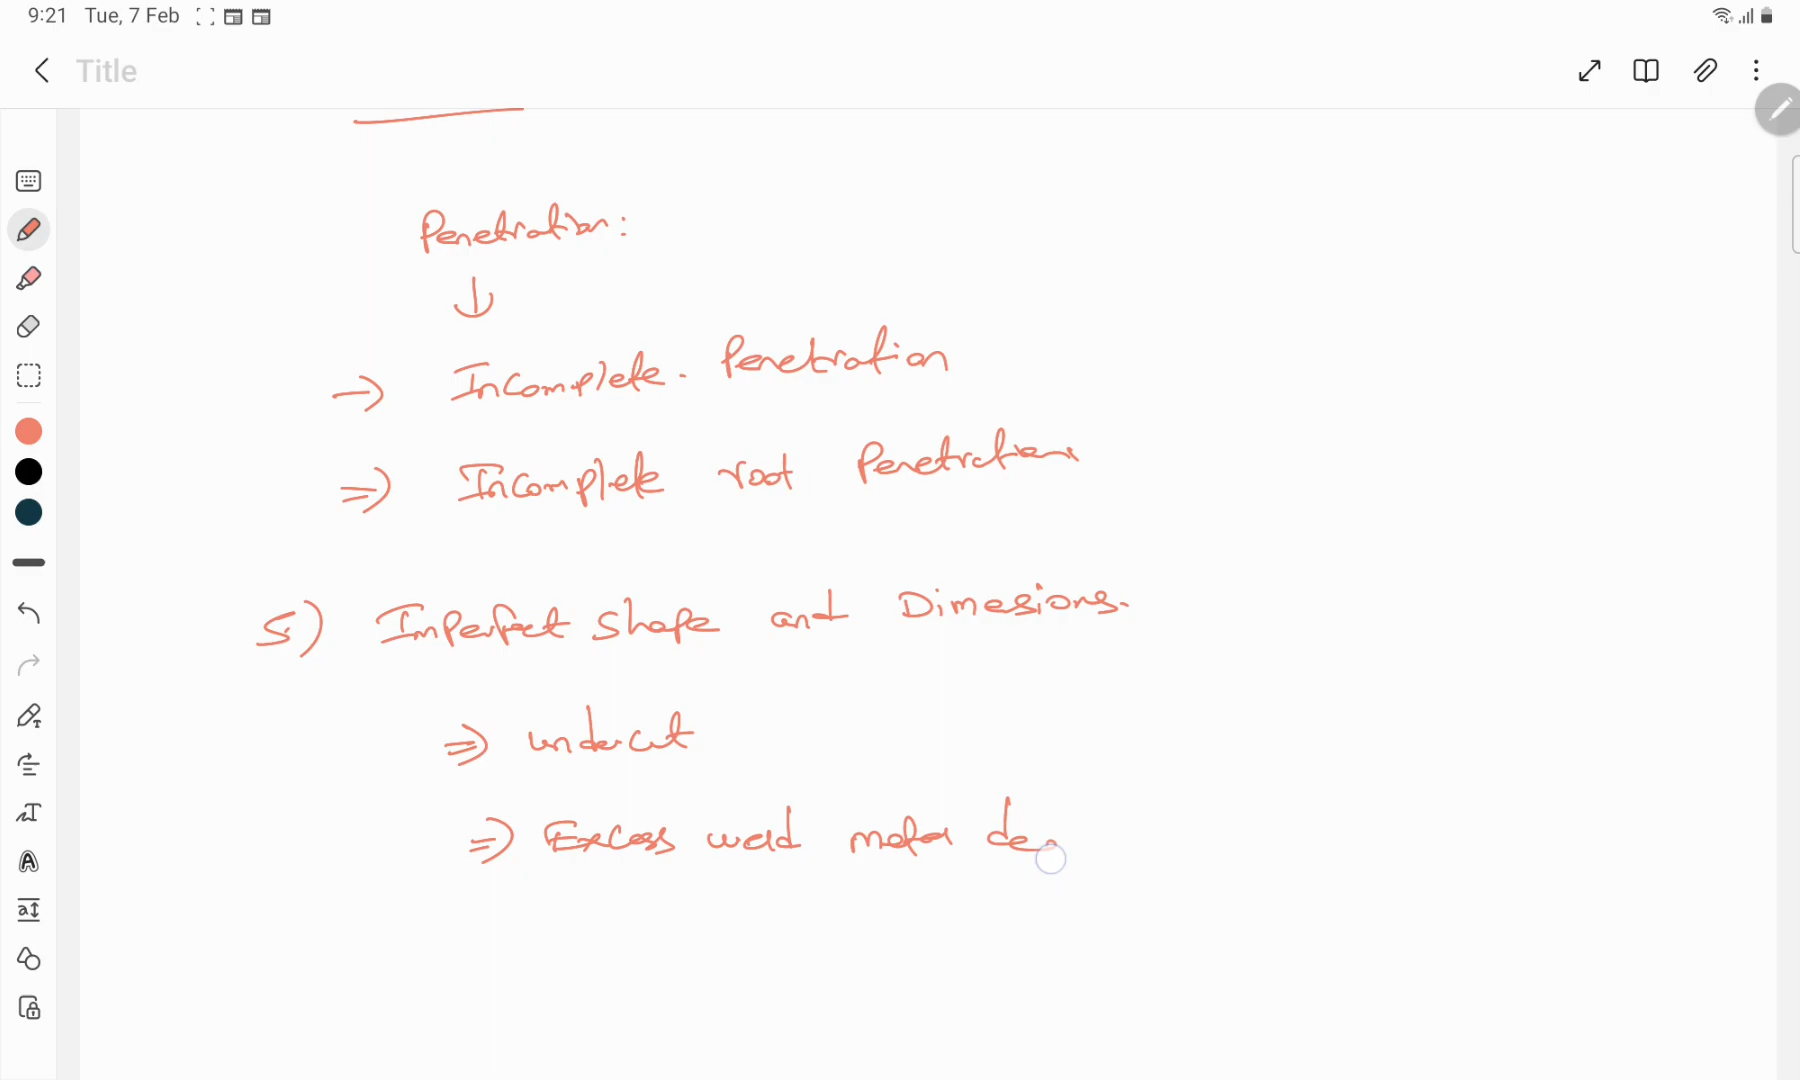 9:21 Tue, 7 Feb
Title
Penetration:
Incomplete. Penetration
Incomplete root Penetration
5) Imperfect shape and Dimesions.
undercut
Excess weld metal de